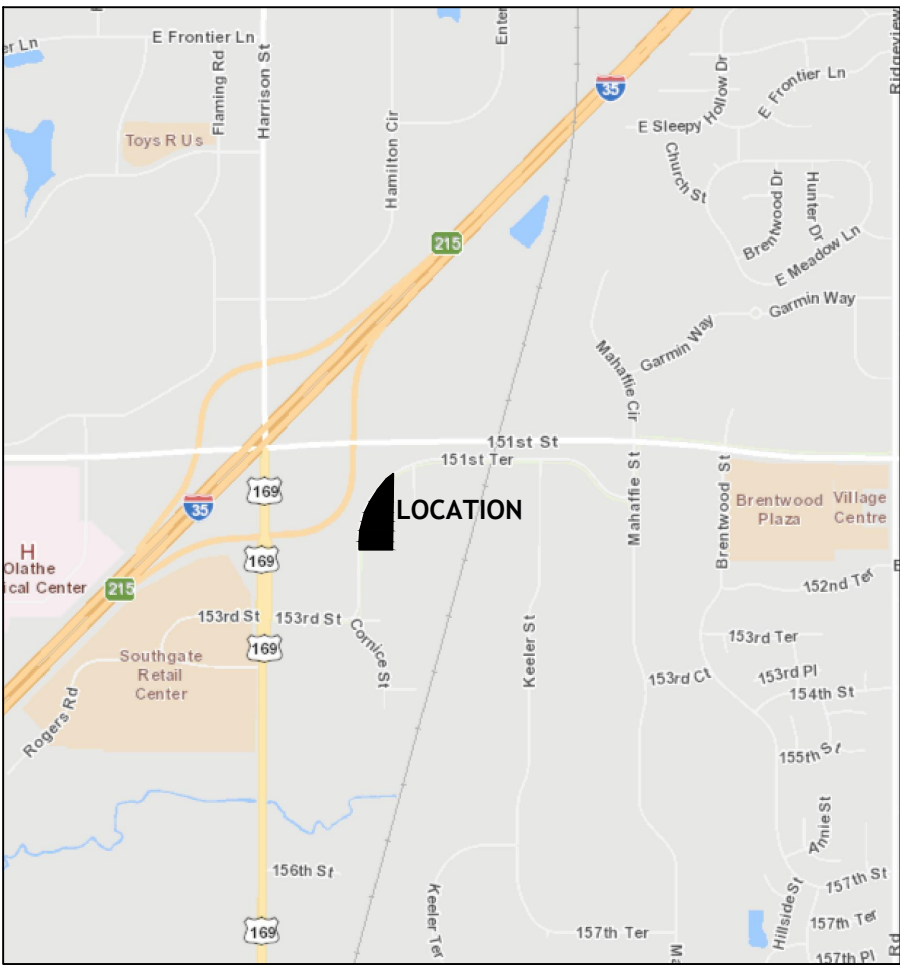 E Frontier Ln
er Ln
Flaming Rd
Harrison St
Hamilton Cir
Enter
35
Ridgeview
E Frontier Ln
E Sleepy Hollow Dr
Toys R Us
Church St
Brentwood Dr
Hunter Dr
E Meadow Ln
215
Garmin Way
Garmin Way
Mahaffie Cir
151st St
151st Ter
169
35
LOCATION
Mahaffie St
Brentwood St
Brentwood
Plaza
Village
Centre
H
Olathe
ical Center
169
215
E
152nd Ter
153rd St
153rd St
Cornice St
Keeler St
153rd Ter
169
Southgate
Retail
Center
153rd Ct
153rd Pl
154th St
Rogers Rd
155th St
Annie St
156th St
157th St
Keeler Ter
Hillside St
157th Ter
169
157th Ter
Ma
157th Pl
Rd